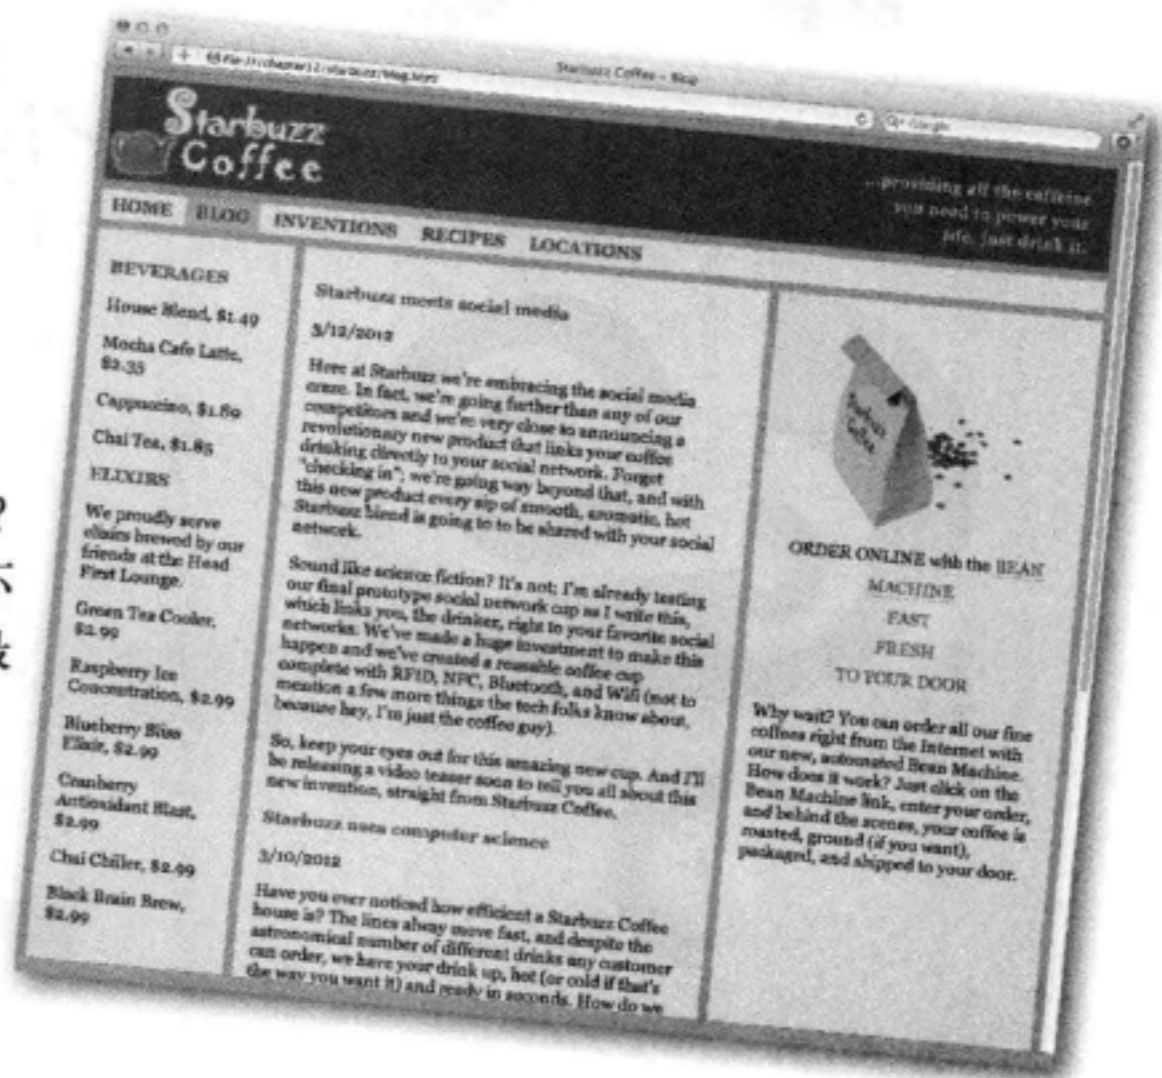 Starbuzz Coffee – Blog
Google
Starbuzz
Coffee
...providing all the caffeine
you need to power your
life. Just drink it.
HOME BLOG INVENTIONS RECIPES LOCATIONS
BEVERAGES
House Blend, $1.49
Mocha Cafe Latte,
$2.35
Cappuccino, $1.89
Chai Tea, $1.85
ELIXIRS
We proudly serve
elixirs brewed by our
friends at the Head
First Lounge.
Green Tea Cooler,
$2.99
Raspberry Ice
Concentration, $2.99
Blueberry Bliss
Elixir, $2.99
Cranberry
Antioxidant Blast,
$2.99
Chai Chiller, $2.99
Black Brain Brew,
$2.99
Starbuzz meets social media
3/12/2012
Here at Starbuzz we're embracing the social media
craze. In fact, we're going further than any of our
competitors and we're very close to announcing a
revolutionary new product that links your coffee
drinking directly to your social network. Forget
"checking in"; we're going way beyond that, and with
this new product every sip of smooth, aromatic, hot
Starbuzz blend is going to to be shared with your social
network.
Sound like science fiction? It's not; I'm already testing
our final prototype social network cup as I write this,
which links you, the drinker, right to your favorite social
networks. We've made a huge investment to make this
happen and we've created a reusable coffee cup
complete with RFID, NFC, Bluetooth, and Wifi (not to
mention a few more things the tech folks know about,
because hey, I'm just the coffee guy).
So, keep your eyes out for this amazing new cup. And I'll
be releasing a video teaser soon to tell you all about this
new invention, straight from Starbuzz Coffee.
Starbuzz uses computer science
3/10/2012
Have you ever noticed how efficient a Starbuzz Coffee
house is? The lines alway move fast, and despite the
astronomical number of different drinks any customer
can order, we have your drink up, hot (or cold if that's
the way you want it) and ready in seconds. How do we
Starbuzz
Coffee
ORDER ONLINE with the BEAN
MACHINE
FAST
FRESH
TO YOUR DOOR
Why wait? You can order all our fine
coffees right from the Internet with
our new, automated Bean Machine.
How does it work? Just click on the
Bean Machine link, enter your order,
and behind the scenes, your coffee is
roasted, ground (if you want),
packaged, and shipped to your door.